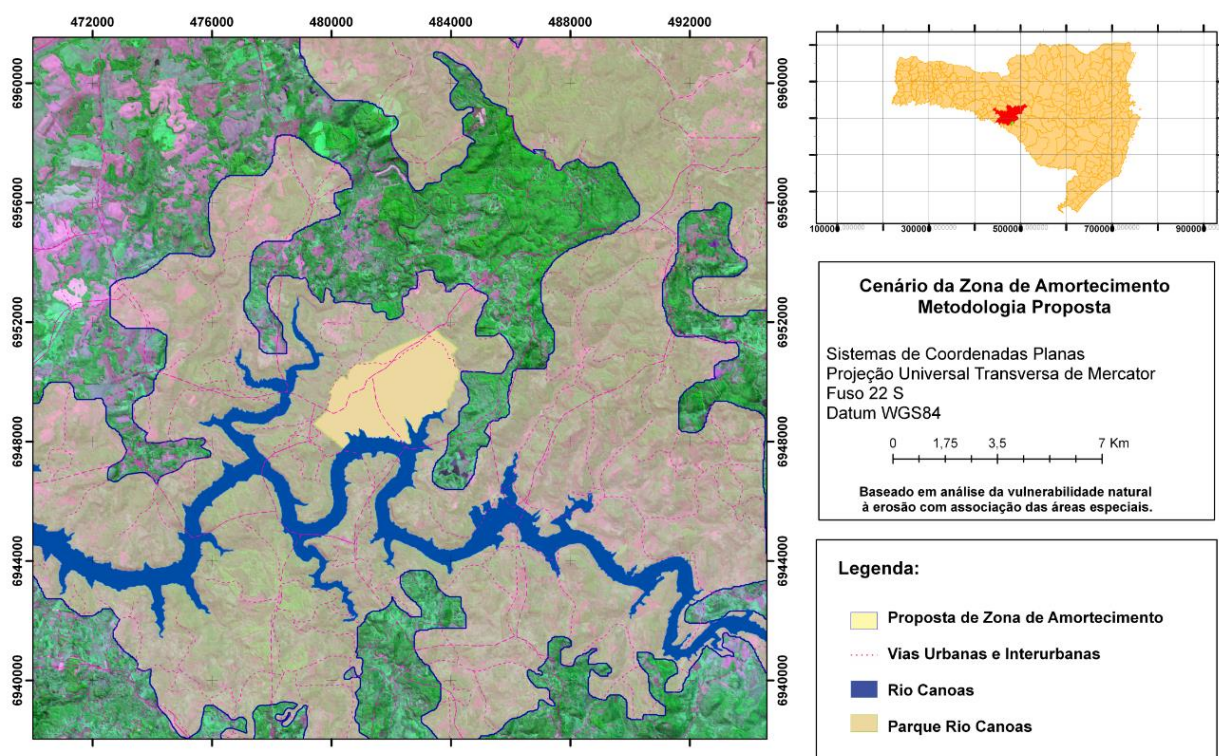 472000 476000 480000 484000 488000 492000
6960000 6960000
6956000 6956000
6952000 6952000
6948000 6948000
6944000 6944000
6940000 6940000
100000 300000 500000 700000 900000
Cenário da Zona de Amortecimento
Metodologia Proposta
Sistemas de Coordenadas Planas
Projeção Universal Transversa de Mercator
Fuso 22 S
Datum WGS84
0 1,75 3,5 7 Km
Baseado em análise da vulnerabilidade natural
à erosão com associação das áreas especiais.
Legenda:
Proposta de Zona de Amortecimento
Vias Urbanas e Interurbanas
Rio Canoas
Parque Rio Canoas